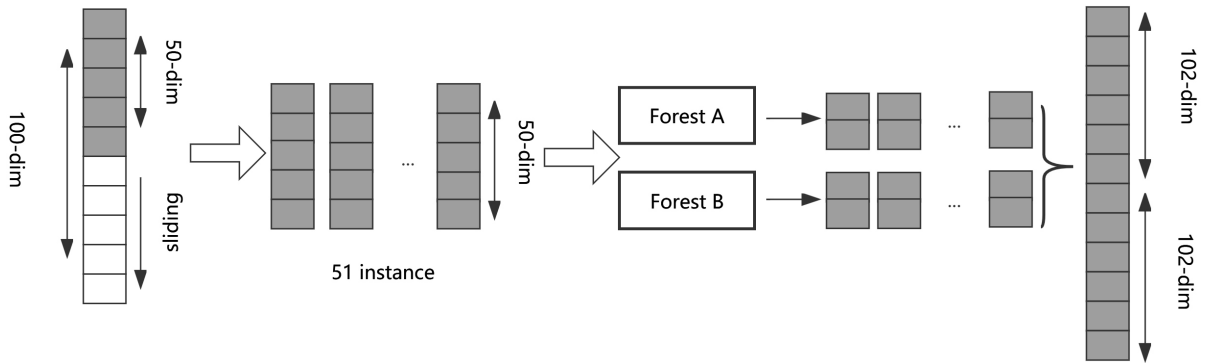 100-dim
50-dim
sliding
51 instance
...
50-dim
Forest A
Forest B
...
...
102-dim
102-dim